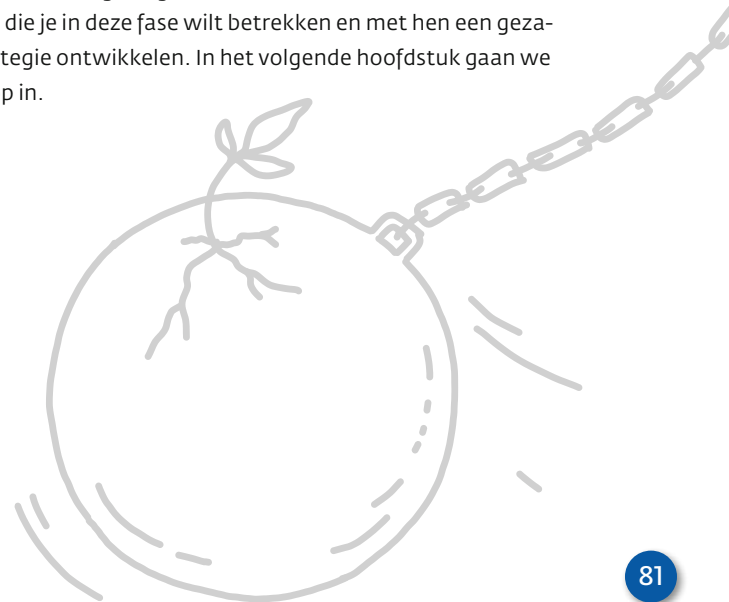 die je in deze fase wilt betrekken en met hen een geza-
tegie ontwikkelen. In het volgende hoofdstuk gaan we
p in.
81